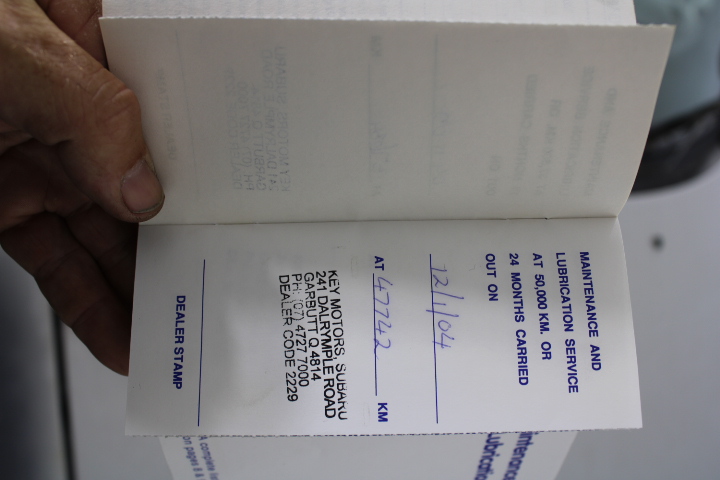 MAINTENANCE AND
LUBRICATION SERVICE
AT 50,000 KM. OR
24 MONTHS CARRIED
OUT ON
12/1/04
AT 47742 KM
KEY MOTORS, SUBARU
241 DALRYMPLE ROAD
GARBUTT Q 4814
PH: (07) 4727 7000
DEALER CODE 2229
DEALER STAMP